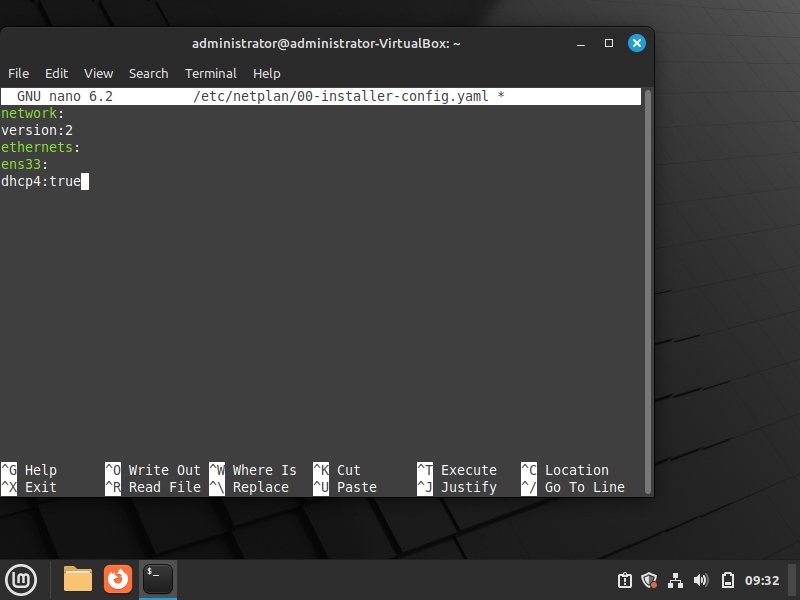 administrator@administrator-VirtualBox: ~
File Edit View Search Terminal Help
GNU nano 6.2 /etc/netplan/00-installer-config.yaml *
network:
version:2
ethernets:
ens33:
dhcp4:true
^G Help ^O Write Out ^W Where Is ^K Cut ^T Execute ^C Location
^X Exit ^R Read File ^\ Replace ^U Paste ^J Justify ^/ Go To Line
$_
lm
09:32